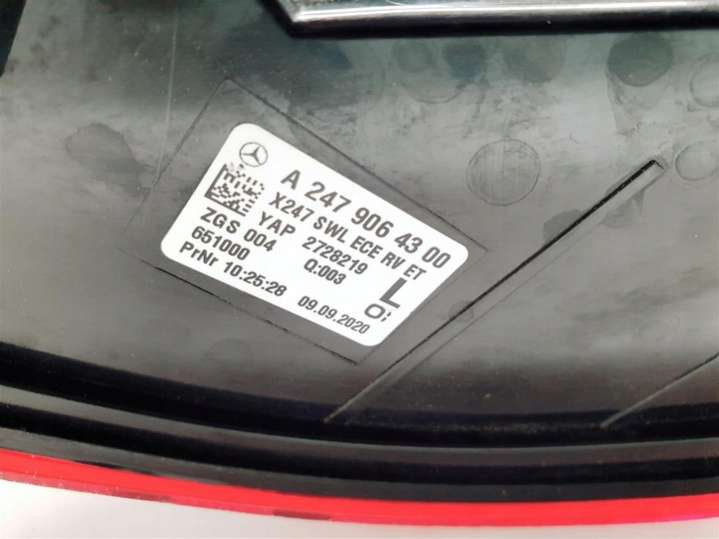 A 247 906 43 00
X247 SWL ECE RV ET
YAP 2728219
ZGS 004 Q:003
651000
PrNr 10:25:28 09.09.2020
L